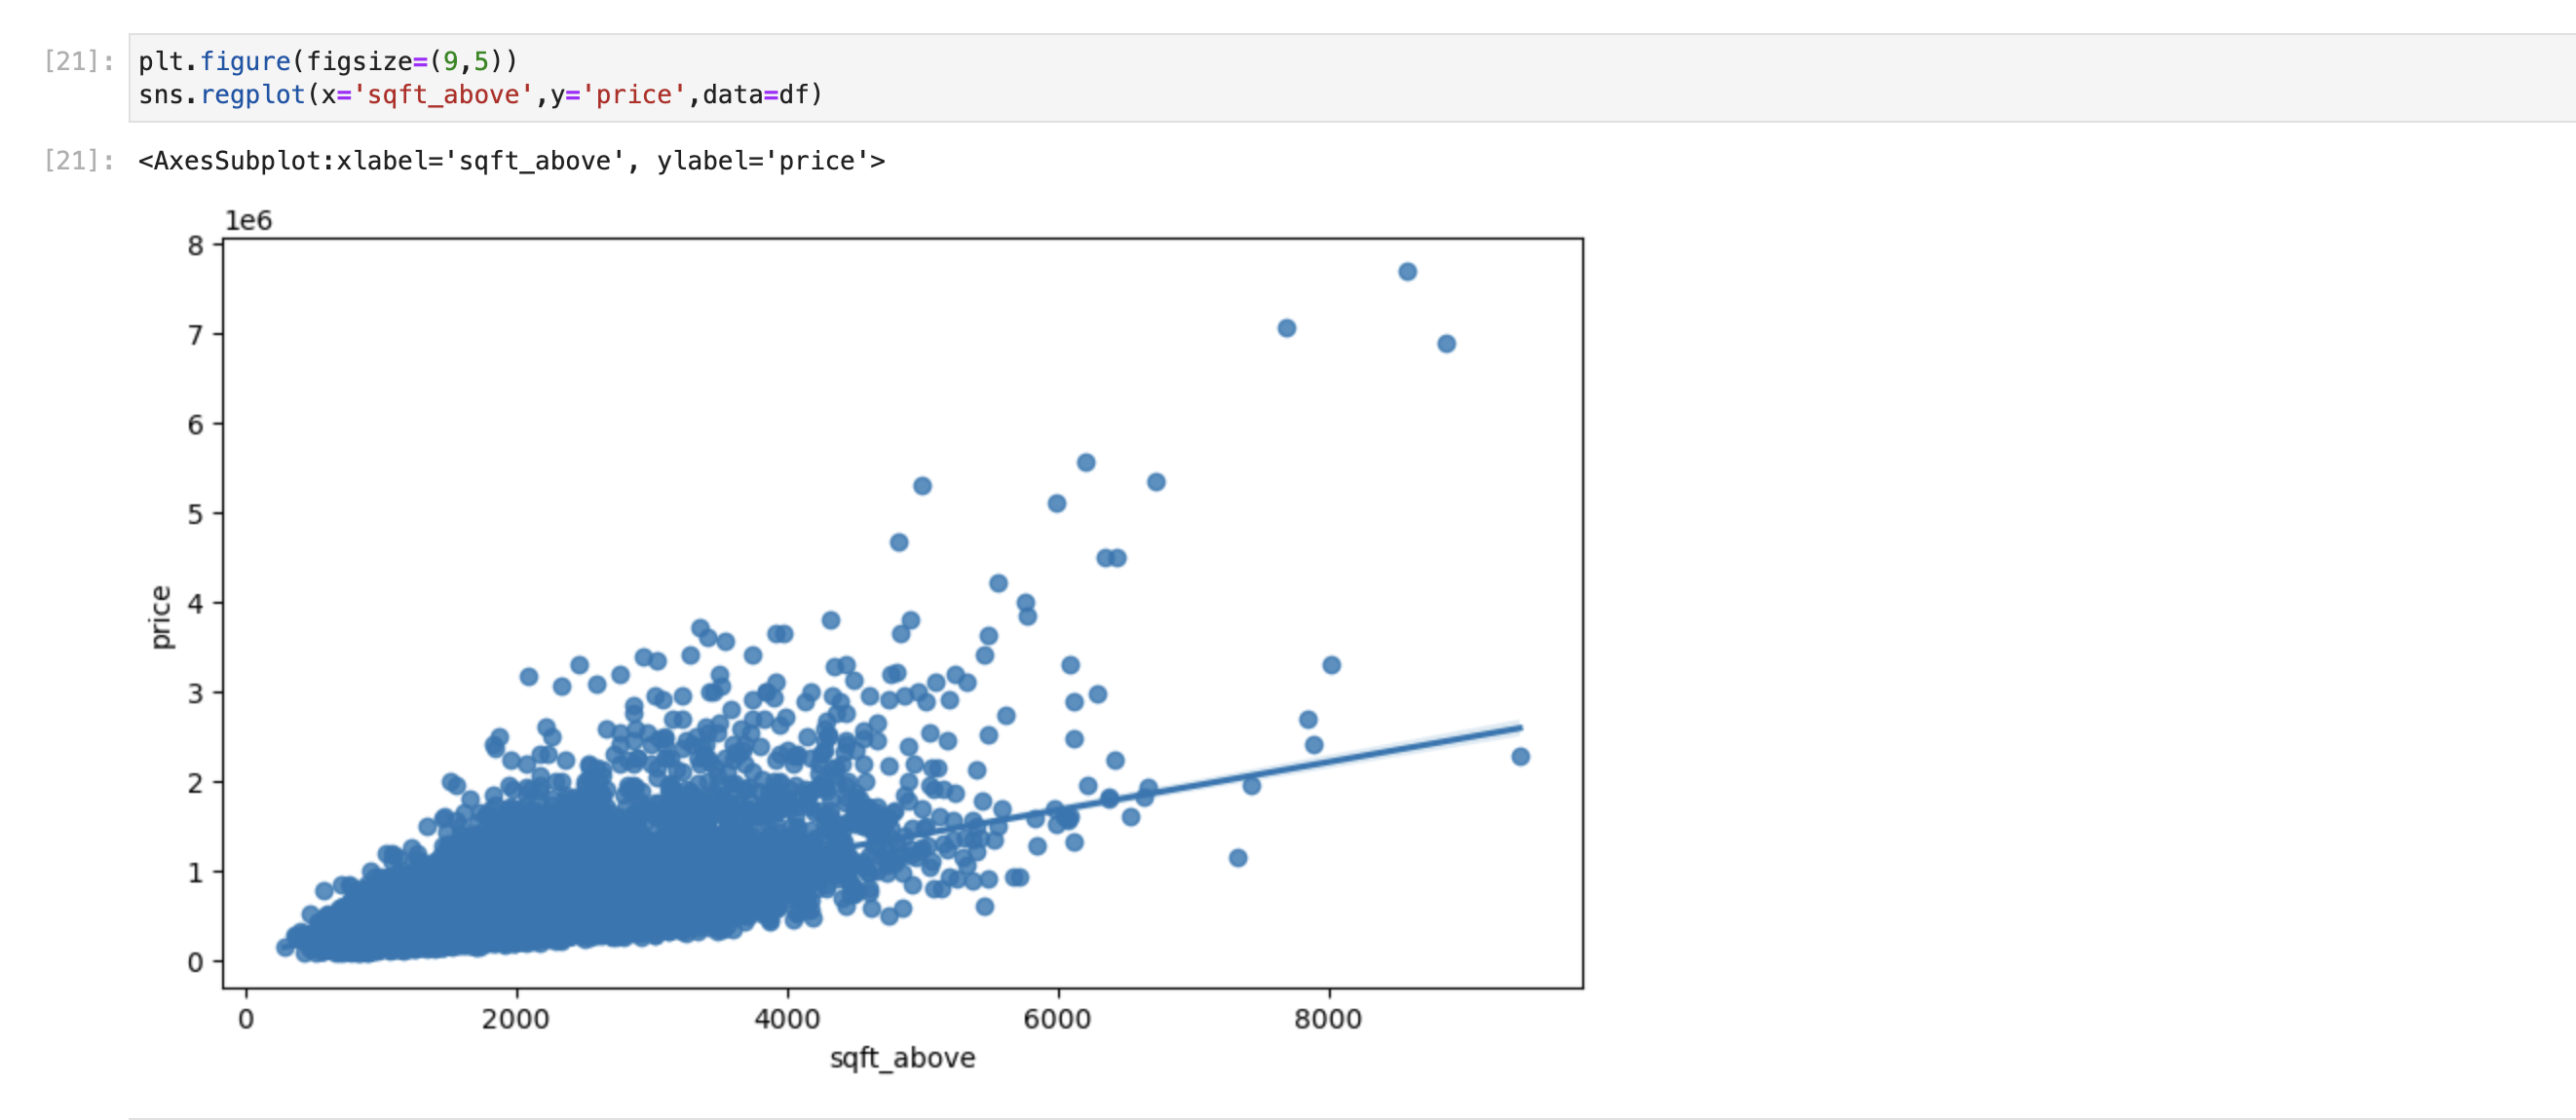 [21]: plt.figure(figsize=(9,5))
sns.regplot(x='sqft_above',y='price',data=df)
[21]: <AxesSubplot:xlabel='sqft_above', ylabel='price'>
1e6
8
7
6
5
4
3
2
1
0
price
0 2000 4000 6000 8000
sqft_above